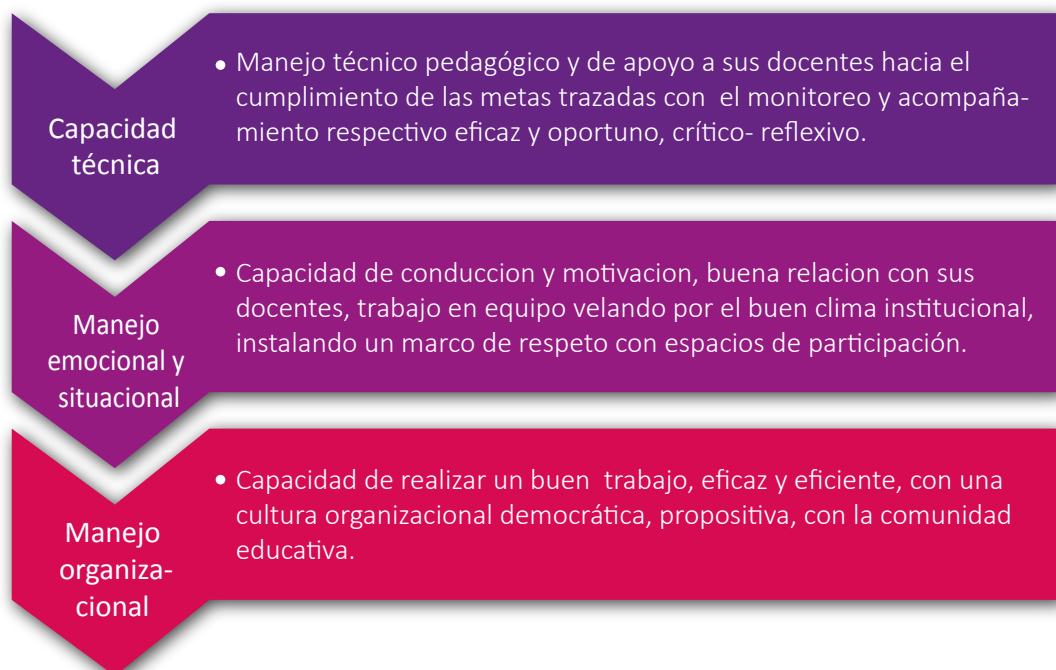 Capacidad
técnica
• Manejo técnico pedagógico y de apoyo a sus docentes hacia el
cumplimiento de las metas trazadas con  el monitoreo y acompaña-
miento respectivo eficaz y oportuno, crítico- reflexivo.
Manejo
emocional y
situacional
• Capacidad de conduccion y motivacion, buena relacion con sus
docentes, trabajo en equipo velando por el buen clima institucional,
instalando un marco de respeto con espacios de participación.
Manejo
organiza-
cional
• Capacidad de realizar un buen  trabajo, eficaz y eficiente, con una
cultura organizacional democrática, propositiva, con la comunidad
educativa.